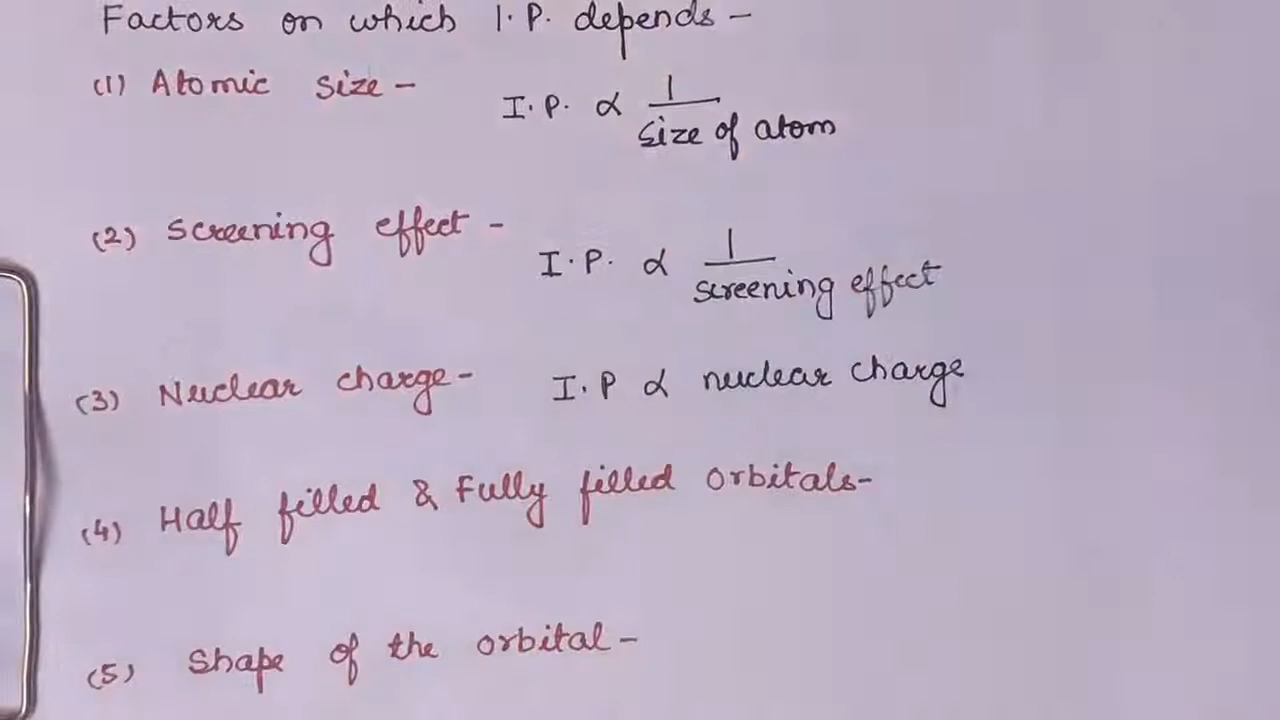 Factors on which I.P. depends -
(1) Atomic size - I.P. ∝ 1 / size of atom
(2) Screening effect - I.P. ∝ 1 / screening effect
(3) Nuclear charge - I.P ∝ nuclear charge
(4) Half filled & Fully filled orbitals-
(5) Shape of the orbital -